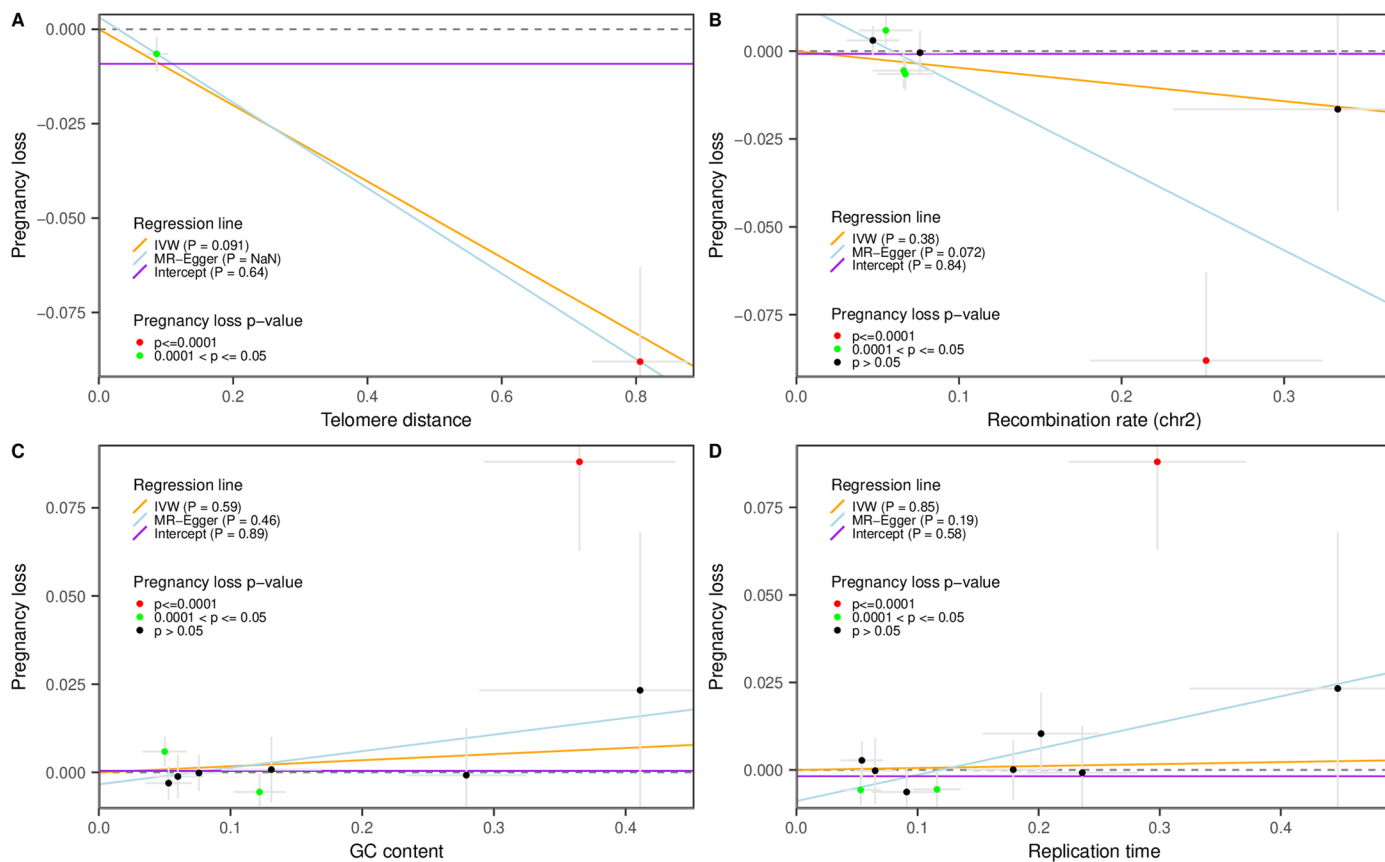 A
Pregnancy loss
0.000
−0.025
−0.050
−0.075
Regression line
IVW (P = 0.091)
MR−Egger (P = NaN)
Intercept (P = 0.64)
Pregnancy loss p−value
p<=0.0001
0.0001 < p <= 0.05
0.0
0.2
0.4
0.6
0.8
Telomere distance
B
Pregnancy loss
0.000
−0.025
−0.050
−0.075
Regression line
IVW (P = 0.38)
MR−Egger (P = 0.072)
Intercept (P = 0.84)
Pregnancy loss p−value
p<=0.0001
0.0001 < p <= 0.05
p > 0.05
0.0
0.1
0.2
0.3
Recombination rate (chr2)
C
Pregnancy loss
0.075
0.050
0.025
0.000
Regression line
IVW (P = 0.59)
MR−Egger (P = 0.46)
Intercept (P = 0.89)
Pregnancy loss p−value
p<=0.0001
0.0001 < p <= 0.05
p > 0.05
0.0
0.1
0.2
0.3
0.4
GC content
D
Pregnancy loss
0.075
0.050
0.025
0.000
Regression line
IVW (P = 0.85)
MR−Egger (P = 0.19)
Intercept (P = 0.58)
Pregnancy loss p−value
p<=0.0001
0.0001 < p <= 0.05
p > 0.05
0.0
0.1
0.2
0.3
0.4
Replication time